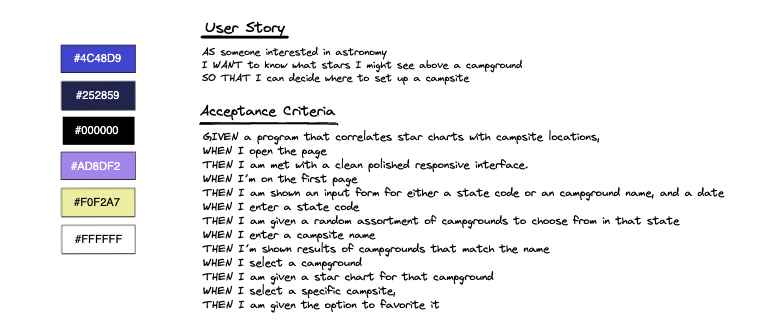 #4C48D9
#252859
#000000
#AD8DF2
#F0F2A7
#FFFFFF
User Story
AS someone interested in astronomy
I WANT to know what stars I might see above a campground
SO THAT I can decide where to set up a campsite
Acceptance Criteria
GIVEN a program that correlates star charts with campsite locations,
WHEN I open the page
THEN I am met with a clean polished responsive interface.
WHEN I'm on the first page
THEN I am shown an input form for either a state code or an campground name, and a date
WHEN I enter a state code
THEN I am given a random assortment of campgrounds to choose from in that state
WHEN I enter a campsite name
THEN I'm shown results of campgrounds that match the name
WHEN I select a campground
THEN I am given a star chart for that campground
WHEN I select a specific campsite,
THEN I am given the option to favorite it